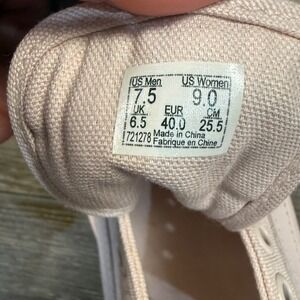 US Men US Women
7.5 9.0
UK EUR CM
6.5 40.0 25.5
721278 Made in China
Fabrique en Chine